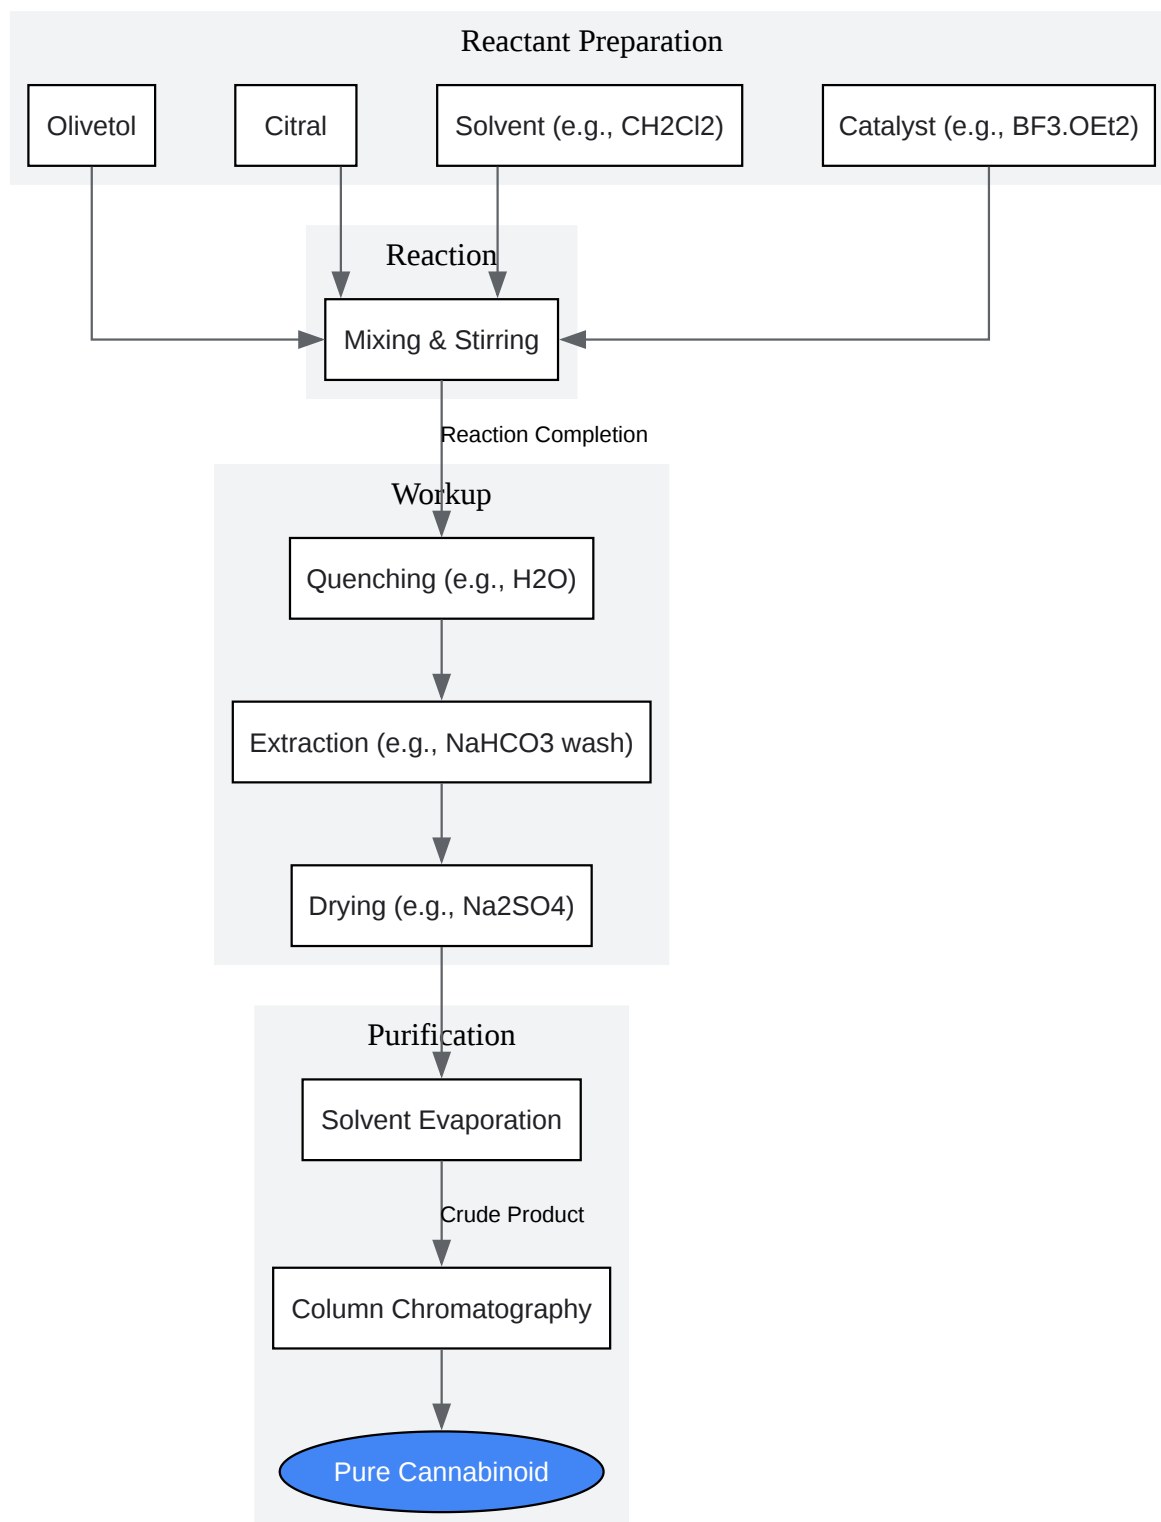 Reactant Preparation
Olivetol
Citral
Solvent (e.g., CH2Cl2)
Catalyst (e.g., BF3.OEt2)
Reaction
Mixing & Stirring
Reaction Completion
Workup
Quenching (e.g., H2O)
Extraction (e.g., NaHCO3 wash)
Drying (e.g., Na2SO4)
Purification
Solvent Evaporation
Crude Product
Column Chromatography
Pure Cannabinoid